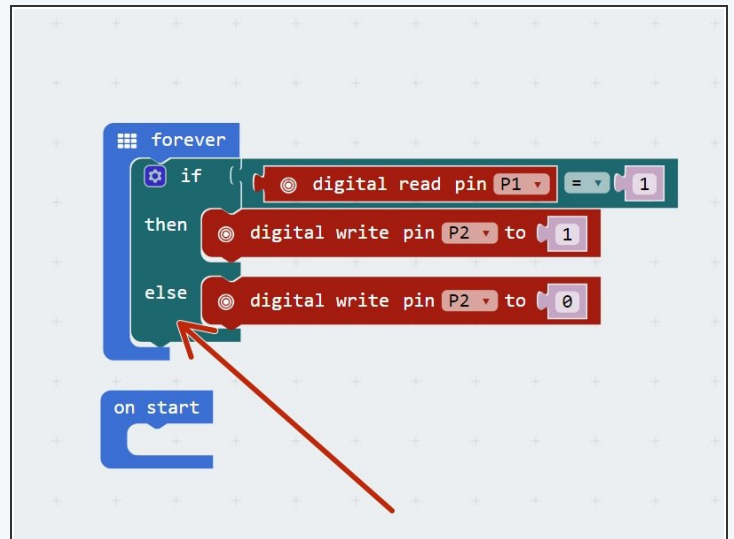 forever
if digital read pin P1 = 1
then digital write pin P2 to 1
else digital write pin P2 to 0
on start